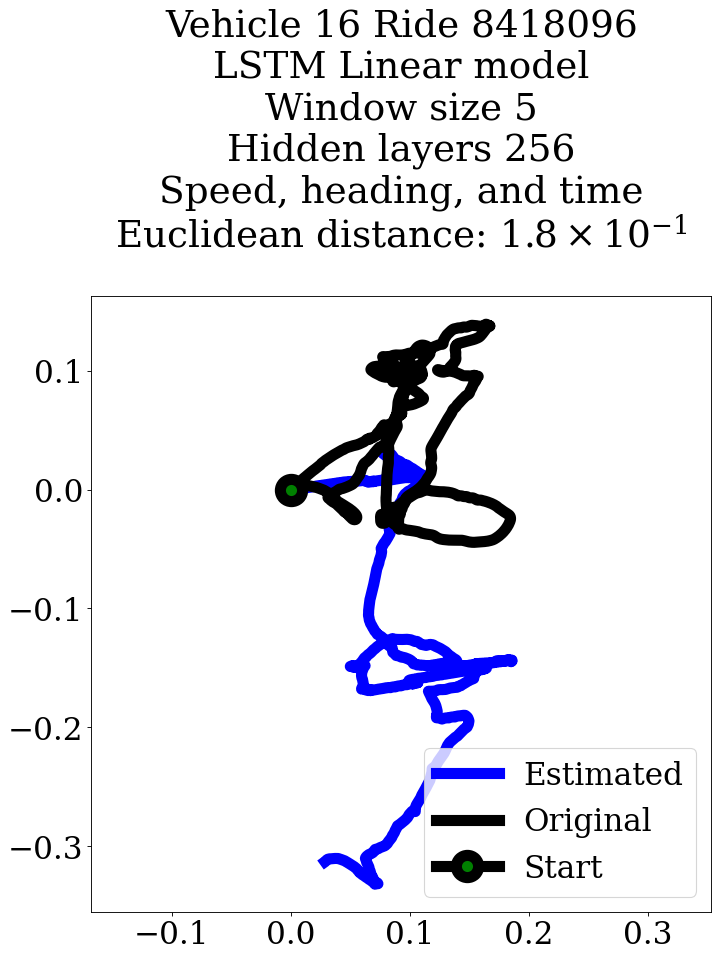 Vehicle 16 Ride 8418096
LSTM Linear model
Window size 5
Hidden layers 256
Speed, heading, and time
Euclidean distance: 1.8 × 10⁻¹
0.1
0.0
−0.1
−0.2
−0.3
Estimated
Original
Start
−0.1 0.0 0.1 0.2 0.3